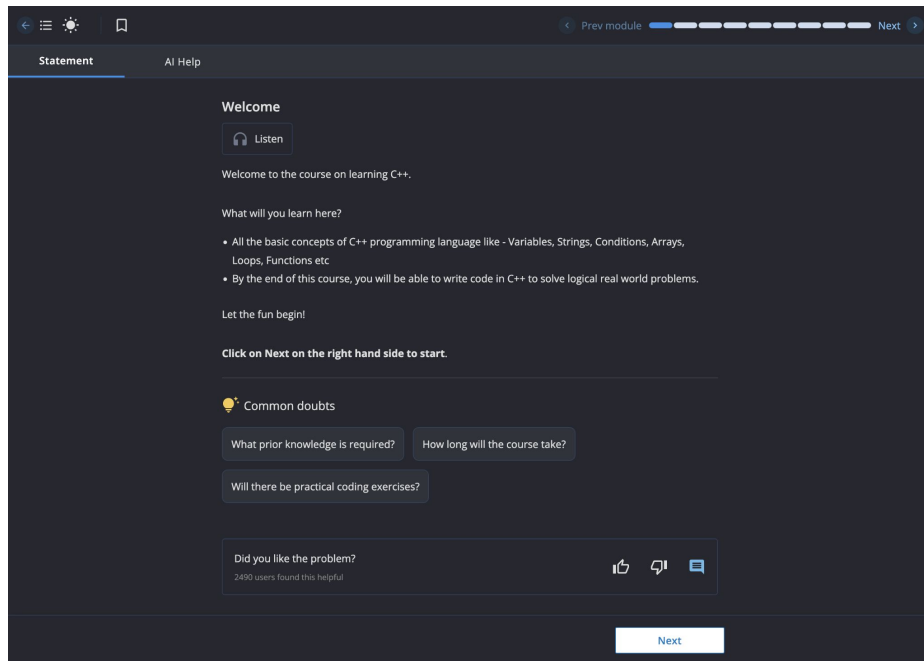 Prev module
Next
Statement
AI Help
Welcome
Listen
Welcome to the course on learning C++.
What will you learn here?
• All the basic concepts of C++ programming language like - Variables, Strings, Conditions, Arrays,
Loops, Functions etc
• By the end of this course, you will be able to write code in C++ to solve logical real world problems.
Let the fun begin!
Click on Next on the right hand side to start.
Common doubts
What prior knowledge is required?
How long will the course take?
Will there be practical coding exercises?
Did you like the problem?
2490 users found this helpful
Next